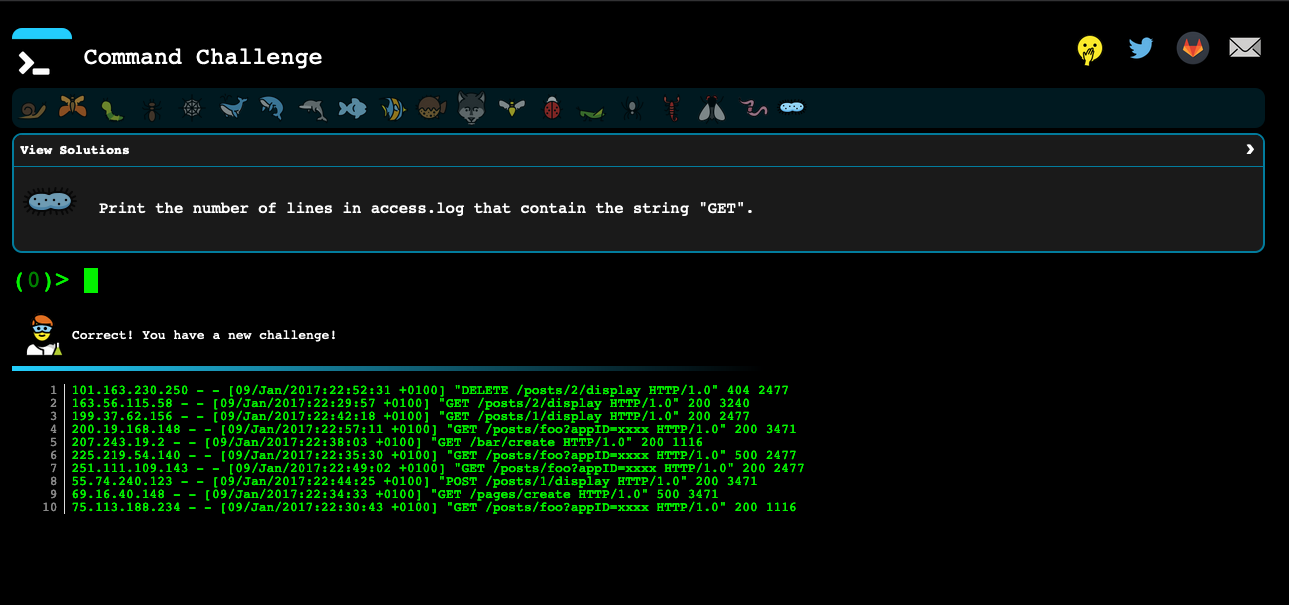 Command Challenge
View Solutions
Print the number of lines in access.log that contain the string "GET".
(0)>
Correct! You have a new challenge!
1 101.163.230.250 - - [09/Jan/2017:22:52:31 +0100] "DELETE /posts/2/display HTTP/1.0" 404 2477
2 163.56.115.58 - - [09/Jan/2017:22:29:57 +0100] "GET /posts/2/display HTTP/1.0" 200 3240
3 199.37.62.156 - - [09/Jan/2017:22:42:18 +0100] "GET /posts/1/display HTTP/1.0" 200 2477
4 200.19.168.148 - - [09/Jan/2017:22:57:11 +0100] "GET /posts/foo?appID=xxxx HTTP/1.0" 200 3471
5 207.243.19.2 - - [09/Jan/2017:22:38:03 +0100] "GET /bar/create HTTP/1.0" 200 1116
6 225.219.54.140 - - [09/Jan/2017:22:35:30 +0100] "GET /posts/foo?appID=xxxx HTTP/1.0" 500 2477
7 251.111.109.143 - - [09/Jan/2017:22:49:02 +0100] "GET /posts/foo?appID=xxxx HTTP/1.0" 200 2477
8 55.74.240.123 - - [09/Jan/2017:22:44:25 +0100] "POST /posts/1/display HTTP/1.0" 200 3471
9 69.16.40.148 - - [09/Jan/2017:22:34:33 +0100] "GET /pages/create HTTP/1.0" 500 3471
10 75.113.188.234 - - [09/Jan/2017:22:30:43 +0100] "GET /posts/foo?appID=xxxx HTTP/1.0" 200 1116